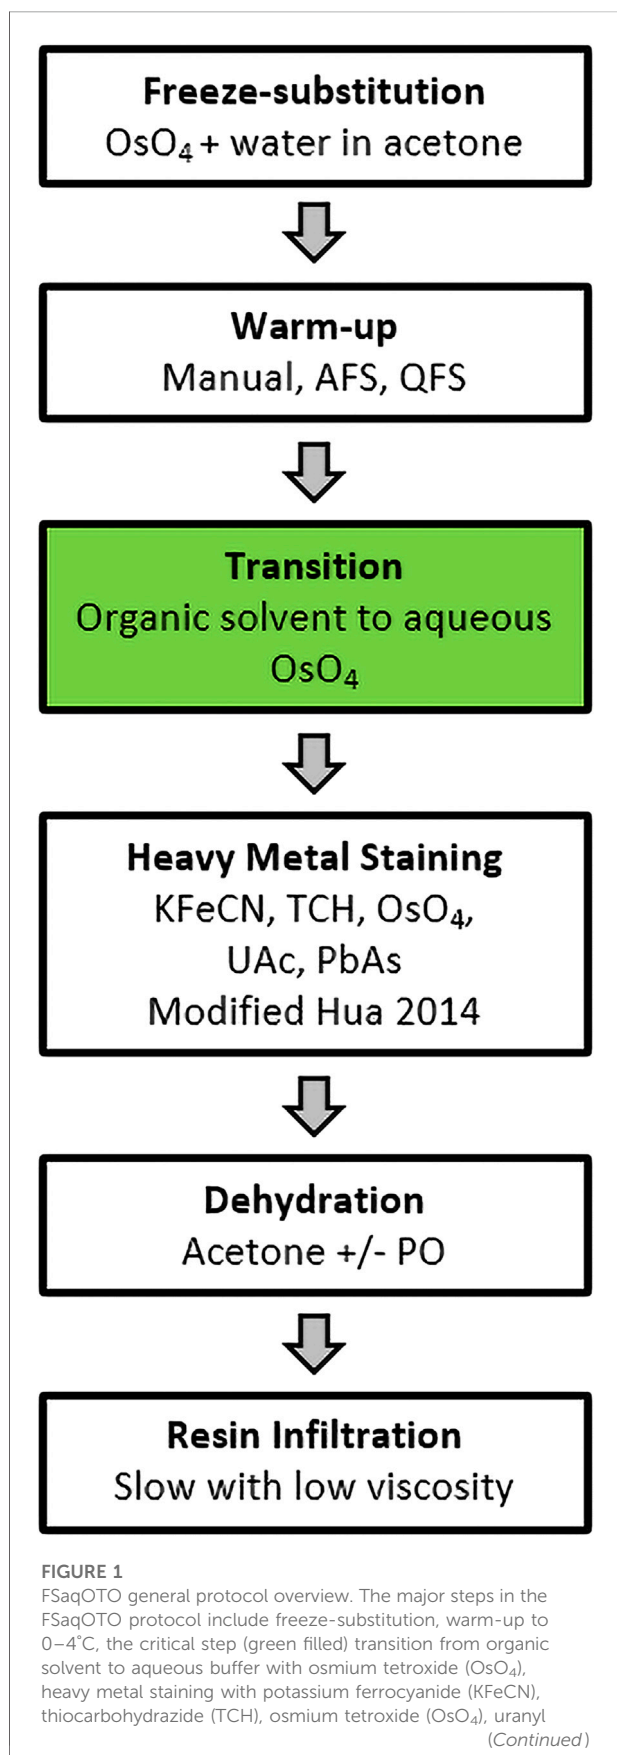 Freeze-substitution
OsO₄ + water in acetone
Warm-up
Manual, AFS, QFS
Transition
Organic solvent to aqueous
OsO₄
Heavy Metal Staining
KFeCN, TCH, OsO₄,
UAc, PbAs
Modified Hua 2014
Dehydration
Acetone +/- PO
Resin Infiltration
Slow with low viscosity
FIGURE 1
FSaqOTO general protocol overview. The major steps in the
FSaqOTO protocol include freeze-substitution, warm-up to
0–4°C, the critical step (green filled) transition from organic
solvent to aqueous buffer with osmium tetroxide (OsO₄),
heavy metal staining with potassium ferrocyanide (KFeCN),
thiocarbohydrazide (TCH), osmium tetroxide (OsO₄), uranyl
(Continued)